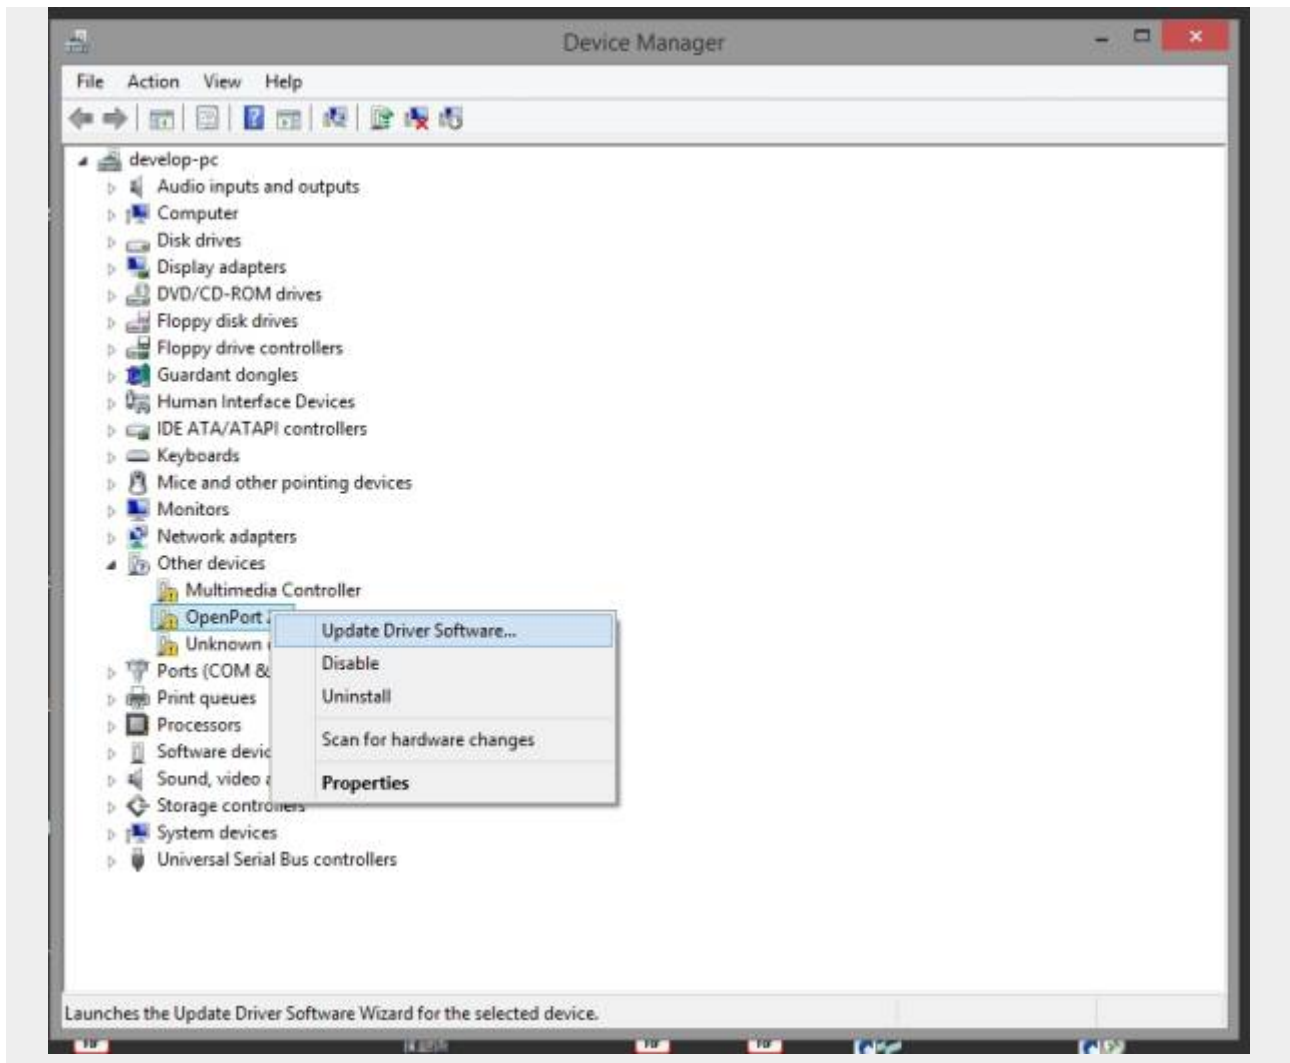 Device Manager
File Action View Help
develop-pc
Audio inputs and outputs
Computer
Disk drives
Display adapters
DVD/CD-ROM drives
Floppy disk drives
Floppy drive controllers
Guardant dongles
Human Interface Devices
IDE ATA/ATAPI controllers
Keyboards
Mice and other pointing devices
Monitors
Network adapters
Other devices
Multimedia Controller
OpenPort
Unknown
Ports (COM &
Print queues
Processors
Software
Sound, video
Storage controllers
System devices
Universal Serial Bus controllers
Update Driver Software...
Disable
Uninstall
Scan for hardware changes
Properties
Launches the Update Driver Software Wizard for the selected device.